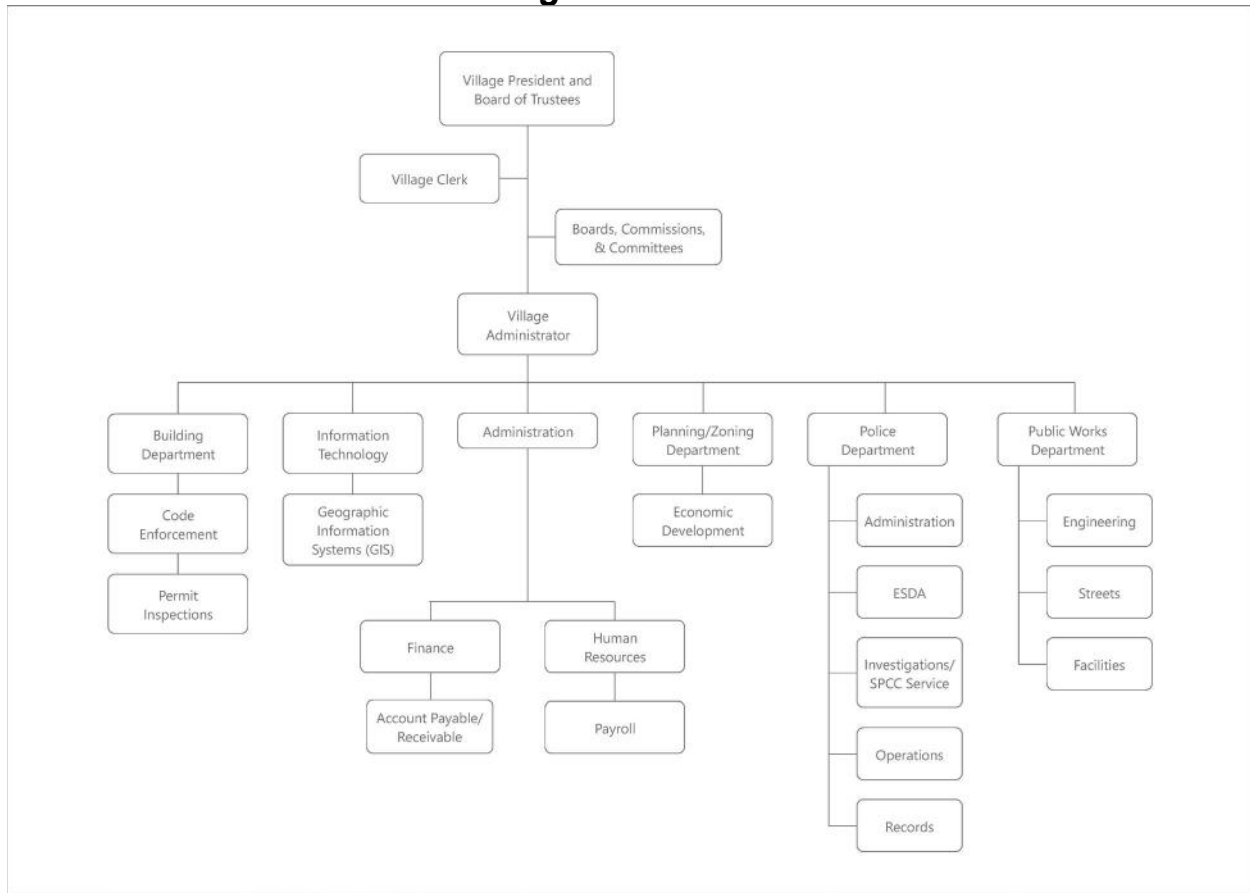 g
Village President and
Board of Trustees
Village Clerk
Boards, Commissions,
& Committees
Village
Administrator
Building
Department
Information
Technology
Administration
Planning/Zoning
Department
Police
Department
Public Works
Department
Code
Enforcement
Geographic
Information
Systems (GIS)
Economic
Development
Administration
Engineering
Permit
Inspections
ESDA
Streets
Finance
Human
Resources
Investigations/
SPCC Service
Facilities
Account Payable/
Receivable
Payroll
Operations
Records